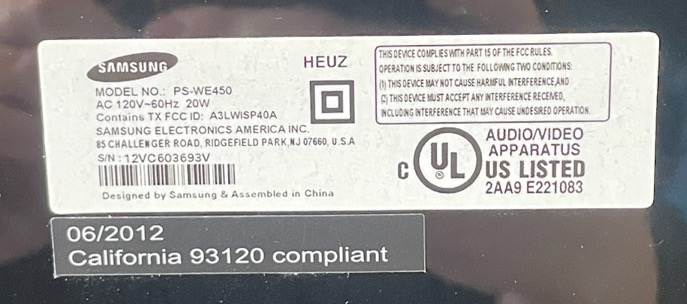 SAMSUNG
HEUZ
MODEL NO.: PS-WE450
AC 120V~60Hz 20W
Contains TX FCC ID: A3LWISP40A
SAMSUNG ELECTRONICS AMERICA INC.
85 CHALLENGER ROAD, RIDGEFIELD PARK, NJ 07660, U.S.A
S/N : 12VC603693V
Designed by Samsung & Assembled in China
THIS DEVICE COMPLIES WITH PART 15 OF THE FCC RULES.
OPERATION IS SUBJECT TO THE FOLLOWING TWO CONDITIONS:
(1) THIS DEVICE MAY NOT CAUSE HARMFUL INTERFERENCE,AND
(2) THIS DEVICE MUST ACCEPT ANY INTERFERENCE RECEIVED,
INCLUDING INTERFERENCE THAT MAY CAUSE UNDESIRED OPERATION.
C UL US LISTED
AUDIO/VIDEO
APPARATUS
2AA9 E221083
06/2012
California 93120 compliant